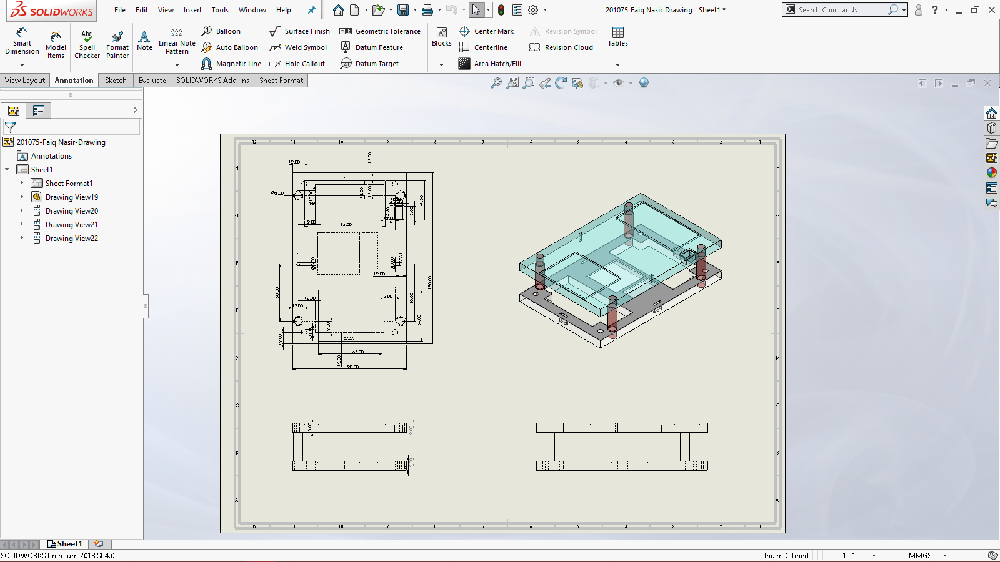 SOLIDWORKS
File Edit View Insert Tools Window Help
201075-Faiq Nasir-Drawing - Sheet1 *
Search Commands
?
Smart Dimension
Model Items
Abc
Spell Checker
Format Painter
Note
Linear Note Pattern
Balloon
Auto Balloon
Magnetic Line
Surface Finish
Weld Symbol
Hole Callout
Geometric Tolerance
Datum Feature
Datum Target
Blocks
Center Mark
Centerline
Area Hatch/Fill
Revision Symbol
Revision Cloud
Tables
View Layout Annotation Sketch Evaluate SOLIDWORKS Add-Ins Sheet Format
201075-Faiq Nasir-Drawing
Annotations
Sheet1
Sheet Format1
Drawing View19
Drawing View20
Drawing View21
Drawing View22
12 11 10 9 8 7 6 5 4 3 2 1
H H
G G
F F
E E
D D
C C
B B
A A
12.00
12.00
12.00
12.00
41.00
13.00
12.00
85.00
12.00
60.00
180.00
12.00
2.00
60.00
12.00
54.00
2.00
12.00
67.00
12.00
120.00
2.00
12 11 10 9 8 7 6 5 4 3 2 1
Sheet1
SOLIDWORKS Premium 2018 SP4.0
Under Defined
1 : 1
MMGS